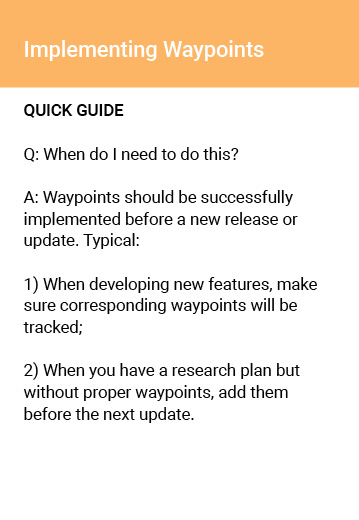 Implementing Waypoints
QUICK GUIDE
Q: When do I need to do this?
A: Waypoints should be successfully
implemented before a new release or
update. Typical:
1) When developing new features, make
sure corresponding waypoints will be
tracked;
2) When you have a research plan but
without proper waypoints, add them
before the next update.